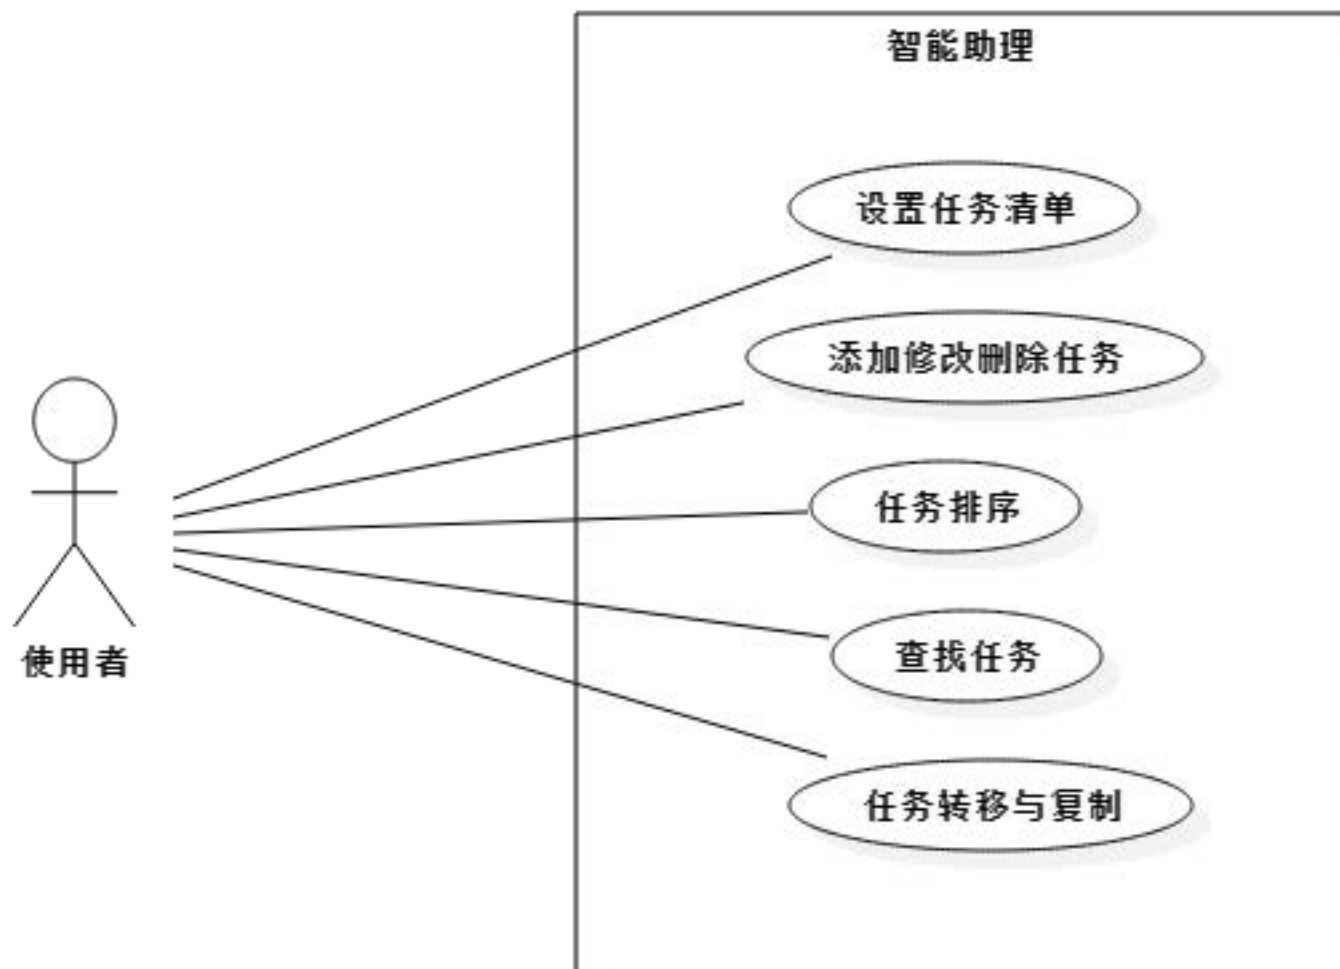 智能助理
设置任务清单
添加修改删除任务
任务排序
查找任务
使用者
任务转移与复制